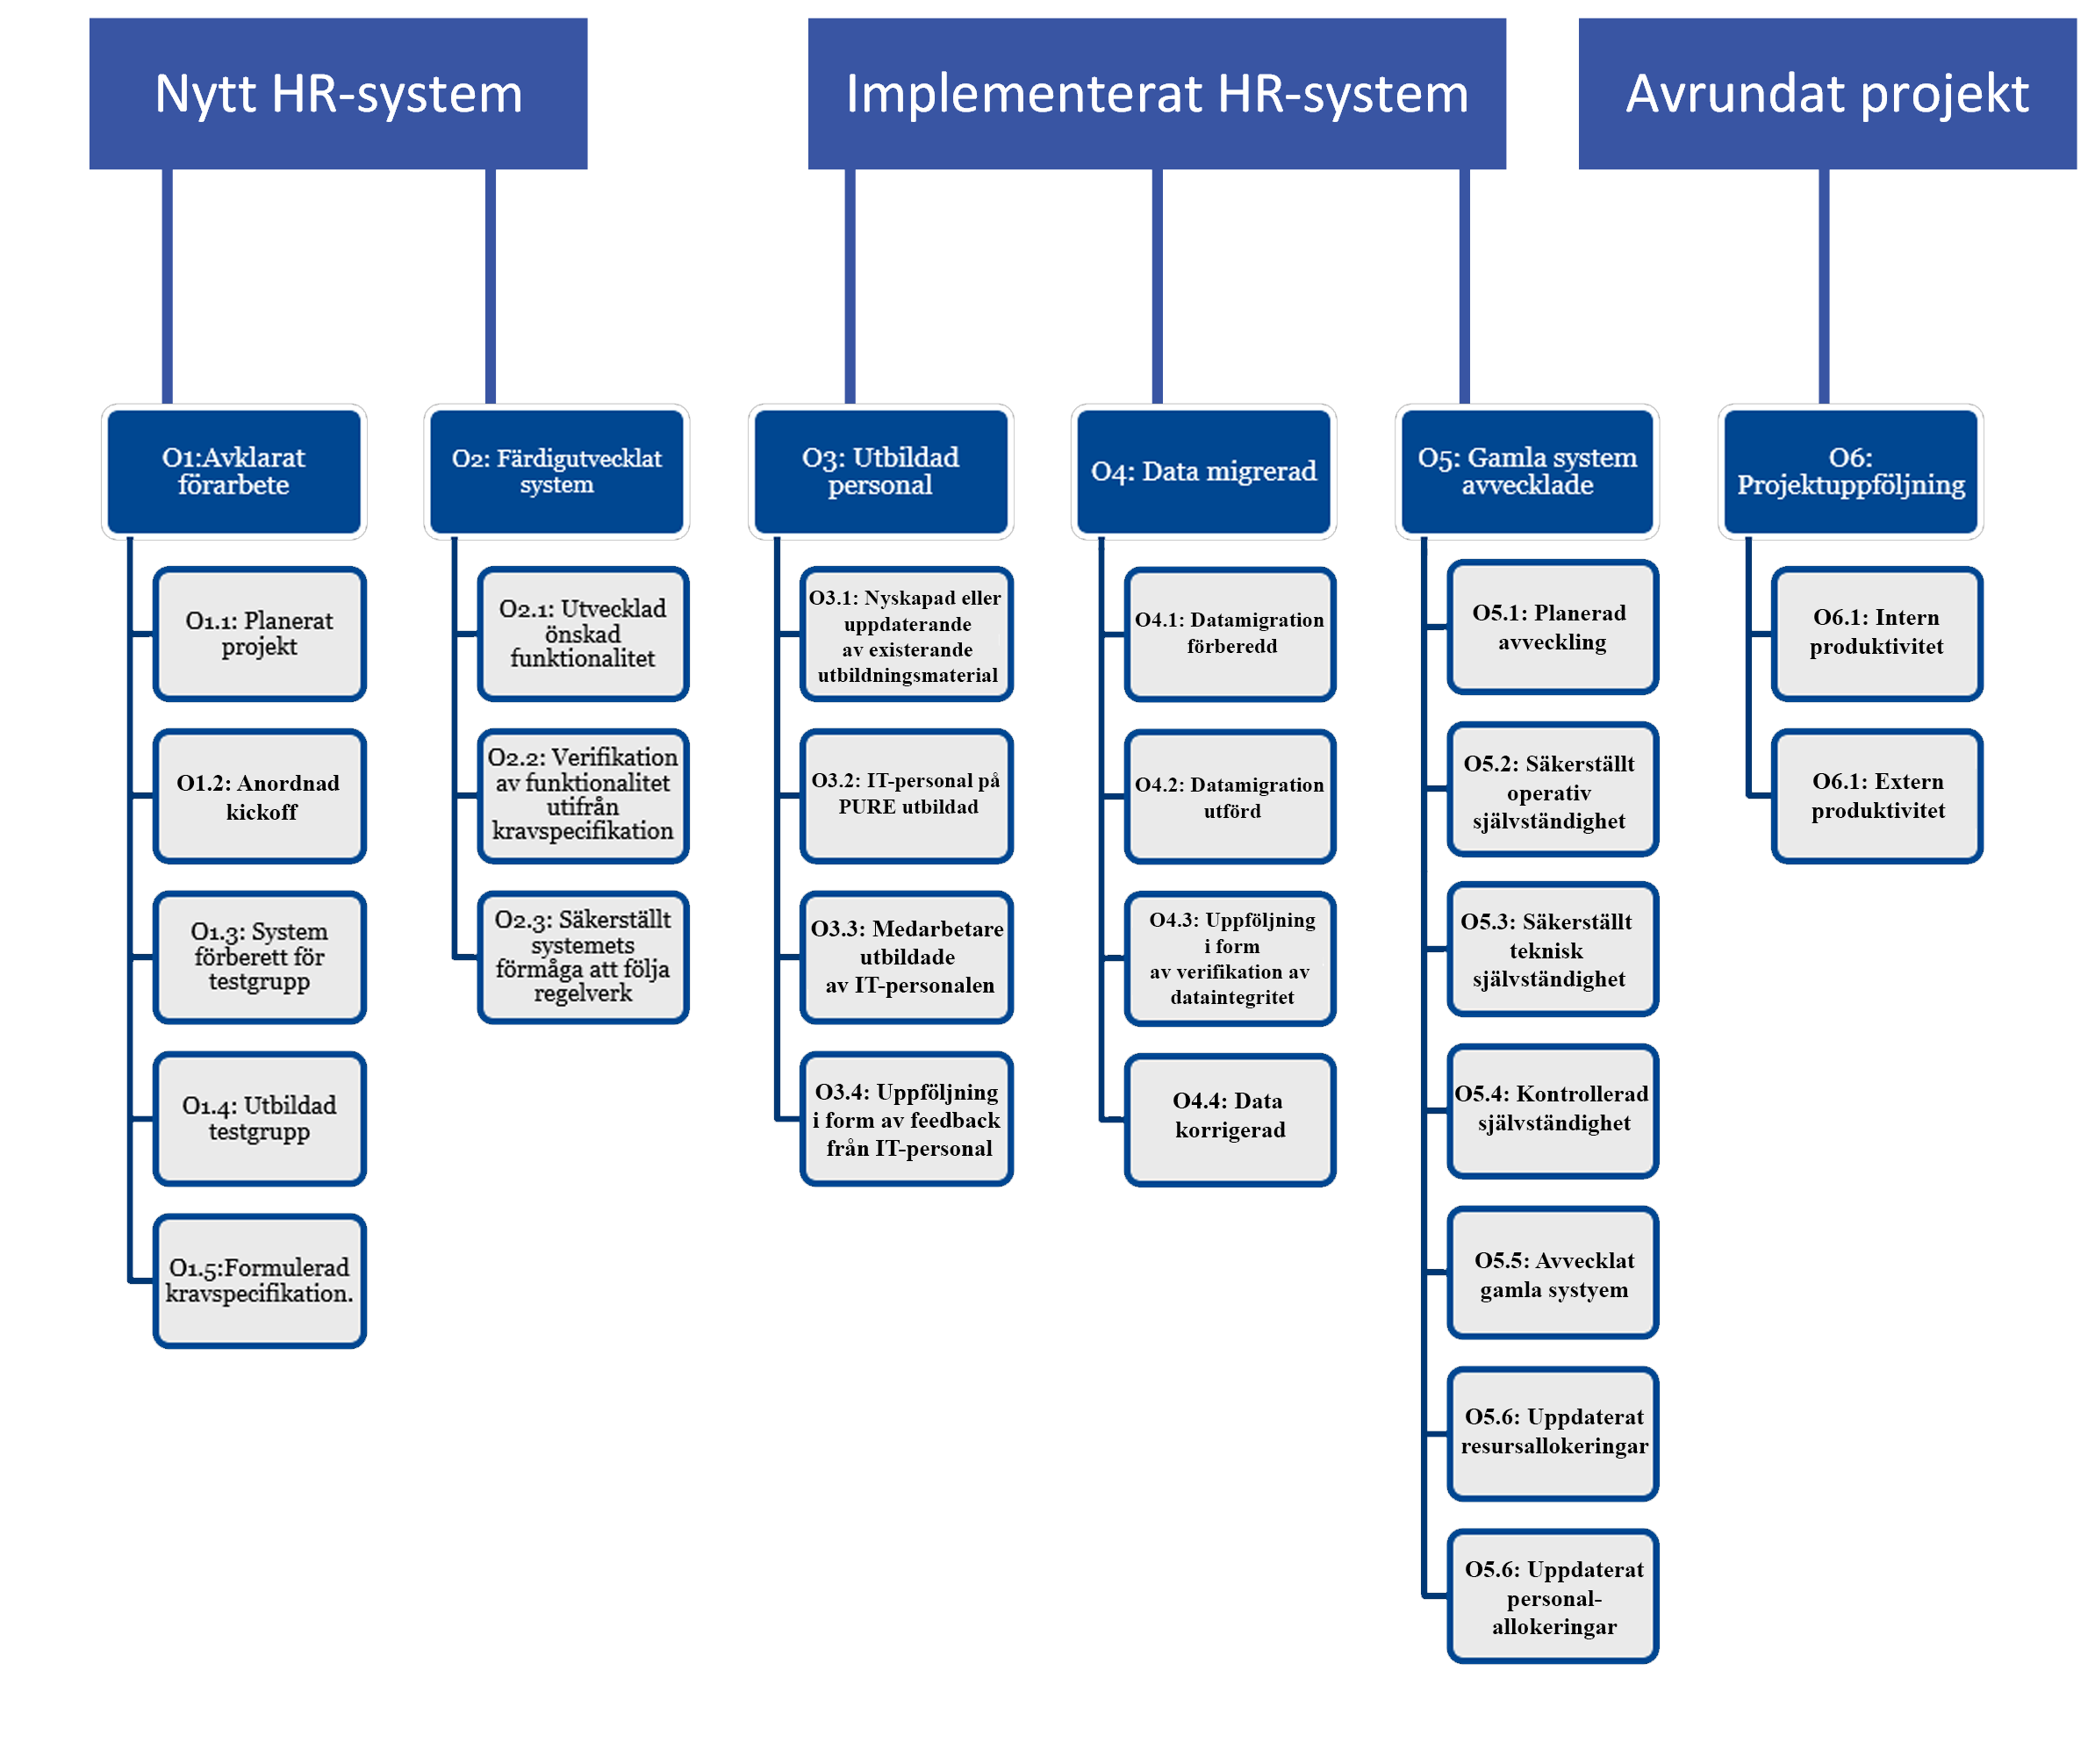 Nytt HR-system
Implementerat HR-system
Avrundat projekt
O1:Avklarat
förarbete
O1.1: Planerat
projekt
O1.2: Anordnad
kickoff
O1.3: System
förberett för
testgrupp
O1.4: Utbildad
testgrupp
O1.5:Formulerad
kravspecifikation.
O2: Färdigutvecklat
system
O2.1: Utvecklad
önskad
funktionalitet
O2.2: Verifikation
av funktionalitet
utifrån
kravspecifikation
O2.3: Säkerställt
systemets
förmåga att följa
regelverk
O3: Utbildad
personal
O3.1: Nyskapad eller
uppdaterande
av existerande
utbildningsmaterial
O3.2: IT-personal på
PURE utbildad
O3.3: Medarbetare
utbildade
av IT-personalen
O3.4: Uppföljning
i form av feedback
från IT-personal
O4: Data migrerad
O4.1: Datamigration
förberedd
O4.2: Datamigration
utförd
O4.3: Uppföljning
i form
av verifikation av
dataintegritet
O4.4: Data
korrigerad
O5: Gamla system
avvecklade
O5.1: Planerad
avveckling
O5.2: Säkerställt
operativ
självständighet
O5.3: Säkerställt
teknisk
självständighet
O5.4: Kontrollerad
självständighet
O5.5: Avvecklat
gamla systyem
O5.6: Uppdaterat
resursallokeringar
O5.6: Uppdaterat
personal-
allokeringar
O6:
Projektuppföljning
O6.1: Intern
produktivitet
O6.1: Extern
produktivitet